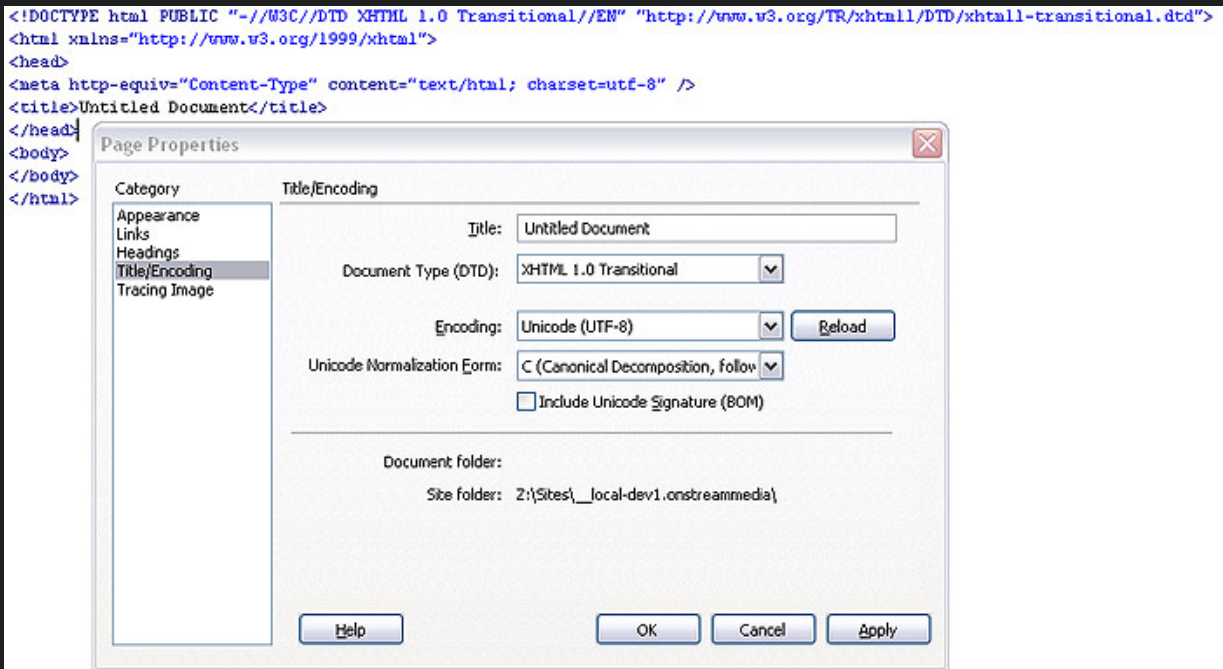 <!DOCTYPE html PUBLIC "-//W3C//DTD XHTML 1.0 Transitional//EN" "http://www.w3.org/TR/xhtml1/DTD/xhtml1-transitional.dtd">
<html xmlns="http://www.w3.org/1999/xhtml">
<head>
<meta http-equiv="Content-Type" content="text/html; charset=utf-8" />
<title>Untitled Document</title>
</head>
<body>
</body>
</html>
Page Properties
Category
Appearance
Links
Headings
Title/Encoding
Tracing Image
Title/Encoding
Title: Untitled Document
Document Type (DTD): XHTML 1.0 Transitional
Encoding: Unicode (UTF-8) Reload
Unicode Normalization Form: C (Canonical Decomposition, follow
Include Unicode Signature (BOM)
Document folder:
Site folder: Z:\Sites\__local-dev1.onstreammedia\
Help OK Cancel Apply